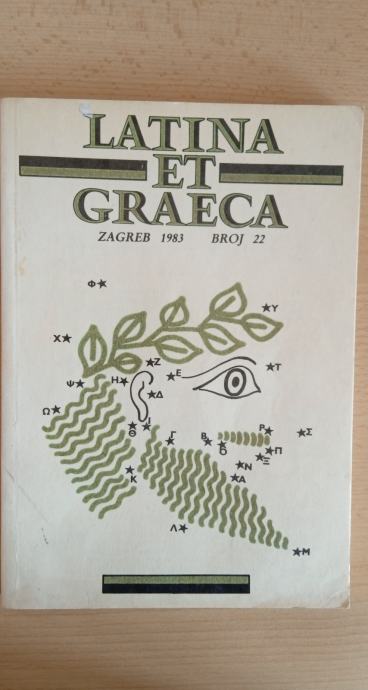 LATINA
ET
GRAECA
ZAGREB 1983 BROJ 22
Φ
Υ
Χ
Ζ
Τ
Ε
Η
Ψ
Δ
Ω
Θ
Ι
Γ
Β
Ο
Ρ
Σ
Π
Ξ
Ν
Κ
Α
Λ
Μ